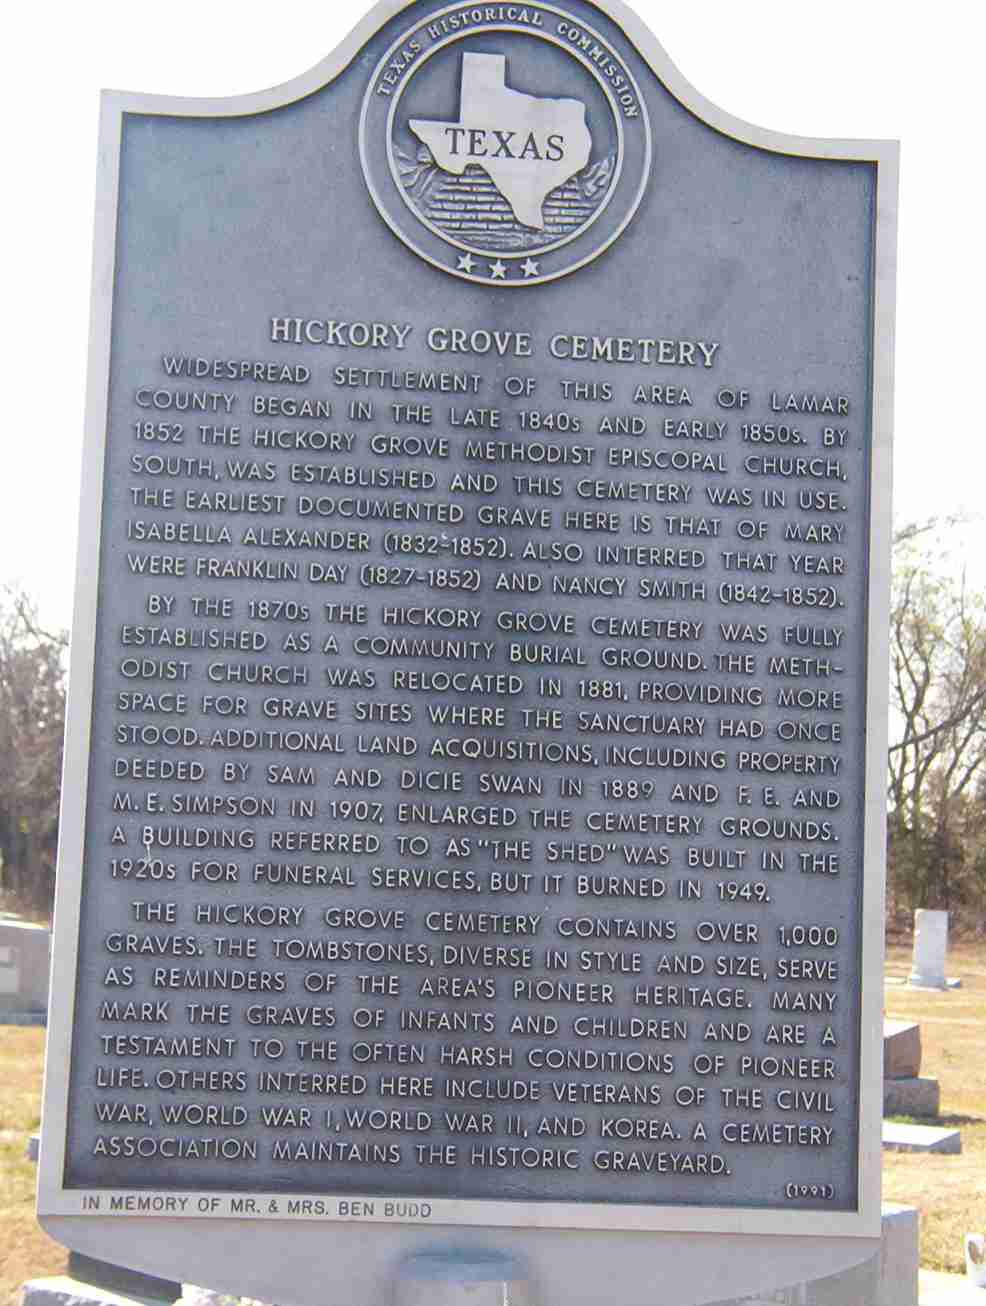 TEXAS HISTORICAL COMMISSION
TEXAS
HICKORY GROVE CEMETERY
WIDESPREAD SETTLEMENT OF THIS AREA OF LAMAR
COUNTY BEGAN IN THE LATE 1840s AND EARLY 1850s. BY
1852 THE HICKORY GROVE METHODIST EPISCOPAL CHURCH,
SOUTH, WAS ESTABLISHED AND THIS CEMETERY WAS IN USE.
THE EARLIEST DOCUMENTED GRAVE HERE IS THAT OF MARY
ISABELLA ALEXANDER (1832-1852). ALSO INTERRED THAT YEAR
WERE FRANKLIN DAY (1827-1852) AND NANCY SMITH (1842-1852).
BY THE 1870s THE HICKORY GROVE CEMETERY WAS FULLY
ESTABLISHED AS A COMMUNITY BURIAL GROUND. THE METH-
ODIST CHURCH WAS RELOCATED IN 1881, PROVIDING MORE
SPACE FOR GRAVE SITES WHERE THE SANCTUARY HAD ONCE
STOOD. ADDITIONAL LAND ACQUISITIONS, INCLUDING PROPERTY
DEEDED BY SAM AND DICIE SWAN IN 1889 AND F. E. AND
M. E. SIMPSON IN 1907, ENLARGED THE CEMETERY GROUNDS.
A BUILDING REFERRED TO AS "THE SHED" WAS BUILT IN THE
1920s FOR FUNERAL SERVICES, BUT IT BURNED IN 1949.
THE HICKORY GROVE CEMETERY CONTAINS OVER 1,000
GRAVES. THE TOMBSTONES, DIVERSE IN STYLE AND SIZE, SERVE
AS REMINDERS OF THE AREA'S PIONEER HERITAGE. MANY
MARK THE GRAVES OF INFANTS AND CHILDREN AND ARE A
TESTAMENT TO THE OFTEN HARSH CONDITIONS OF PIONEER
LIFE. OTHERS INTERRED HERE INCLUDE VETERANS OF THE CIVIL
WAR, WORLD WAR I, WORLD WAR II, AND KOREA. A CEMETERY
ASSOCIATION MAINTAINS THE HISTORIC GRAVEYARD.
(1991)
IN MEMORY OF MR. & MRS. BEN BUDD